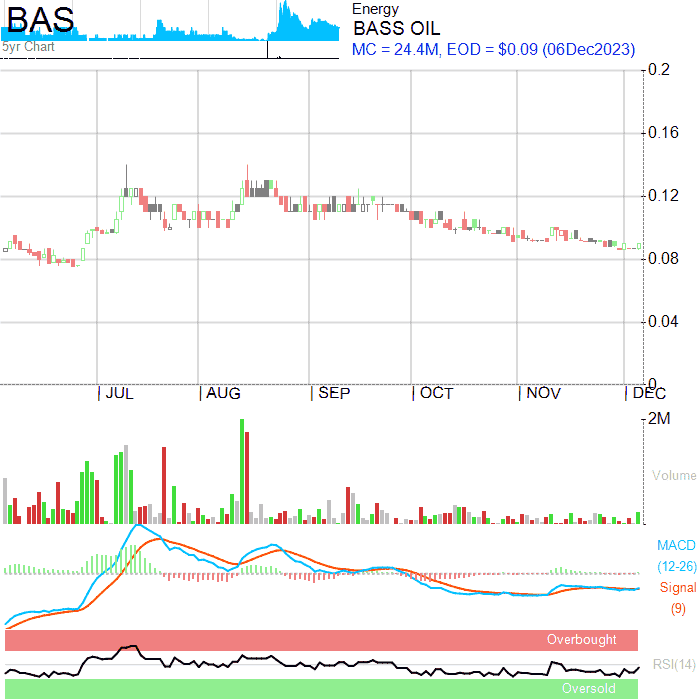 BAS
5yr Chart
Energy
BASS OIL
MC = 24.4M, EOD = $0.09 (06Dec2023)
0.2
0.16
0.12
0.08
0.04
0
| JUL | AUG | SEP | OCT | NOV | DEC
2M
Volume
MACD
(12-26)
Signal
(9)
Overbought
RSI(14)
Oversold